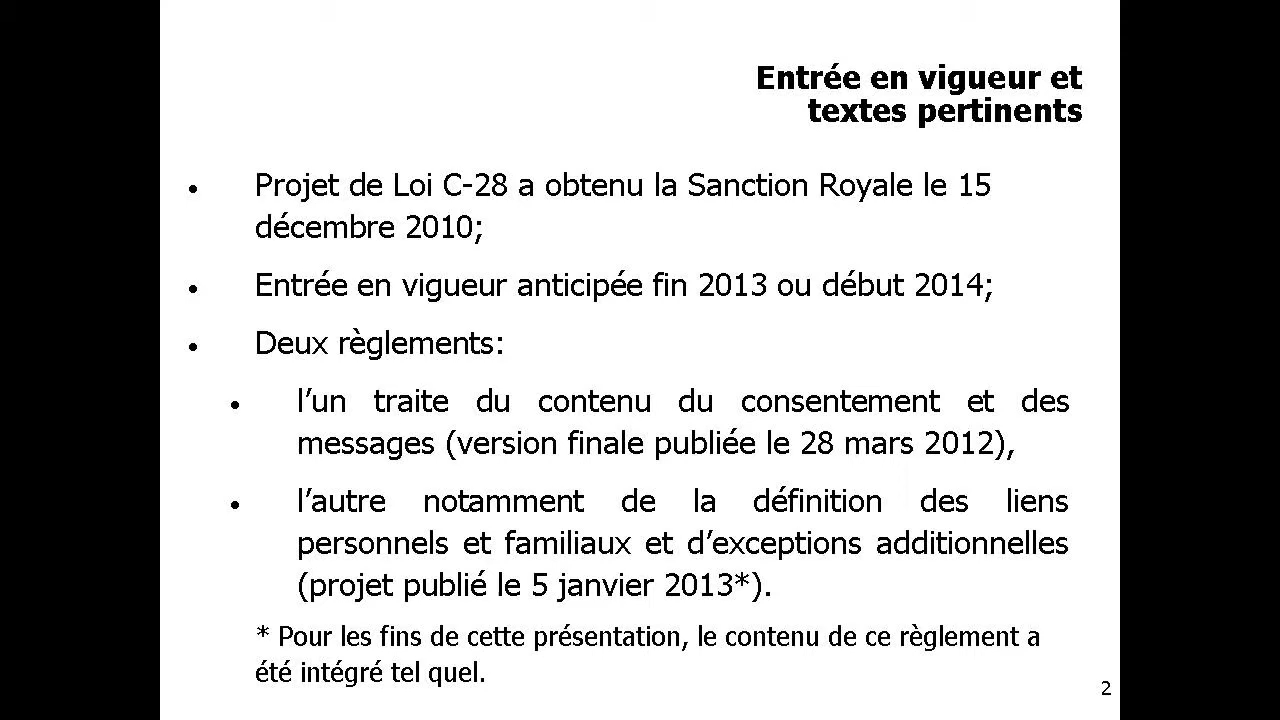 Entrée en vigueur et
textes pertinents
• Projet de Loi C-28 a obtenu la Sanction Royale le 15
décembre 2010;
• Entrée en vigueur anticipée fin 2013 ou début 2014;
• Deux règlements:
• l’un traite du contenu du consentement et des
messages (version finale publiée le 28 mars 2012),
• l’autre notamment de la définition des liens
personnels et familiaux et d’exceptions additionnelles
(projet publié le 5 janvier 2013*).
* Pour les fins de cette présentation, le contenu de ce règlement a
été intégré tel quel.
2